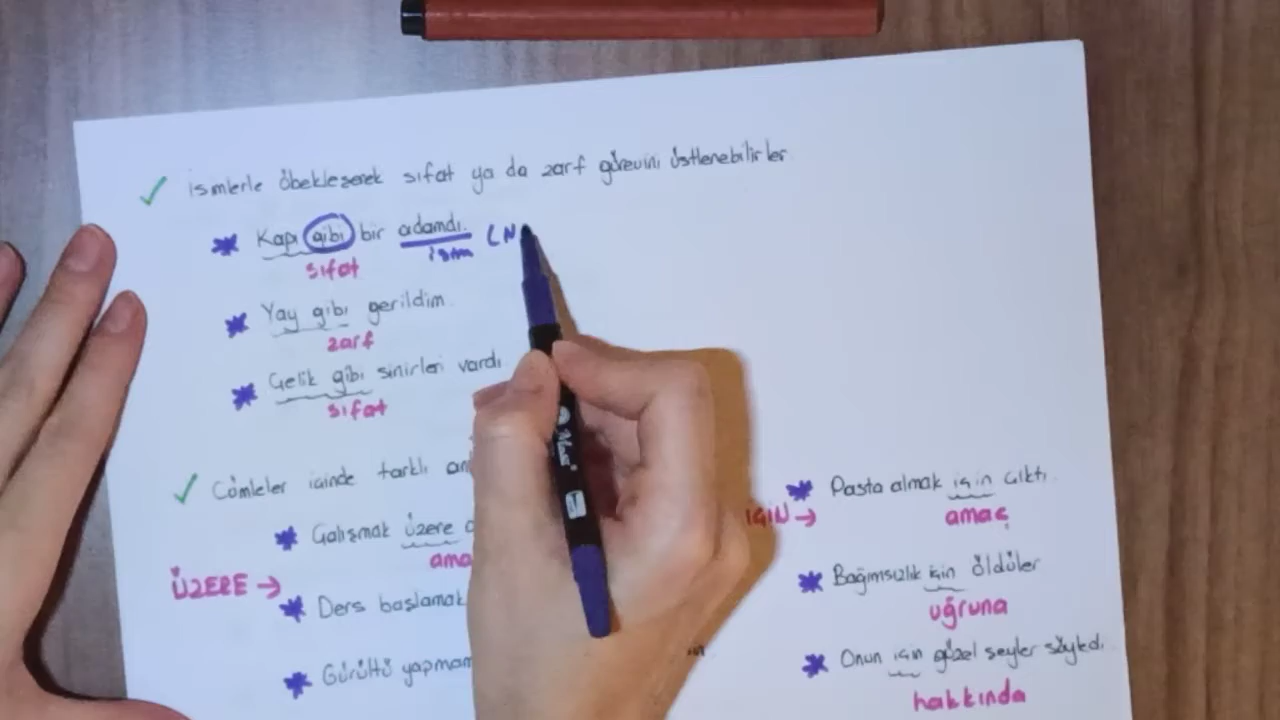 ismlerle öbekleşerek sıfat ya da zarf görevini üstlenebilirler
Kapı gibi bir adamdı. (N
sıfat isim
Yay gibi gerildim.
zarf
Çelik gibi sinirleri vardı.
sıfat
Cümleler içinde farklı
Çalışmak üzere
ama
ÜZERE →
Ders başlamak
Gürültü yapmam
Pasta almak için çıktı.
İÇİN →
amaç
Bağımsızlık için öldüler
uğruna
Onun için güzel şeyler söyledi.
hakkında